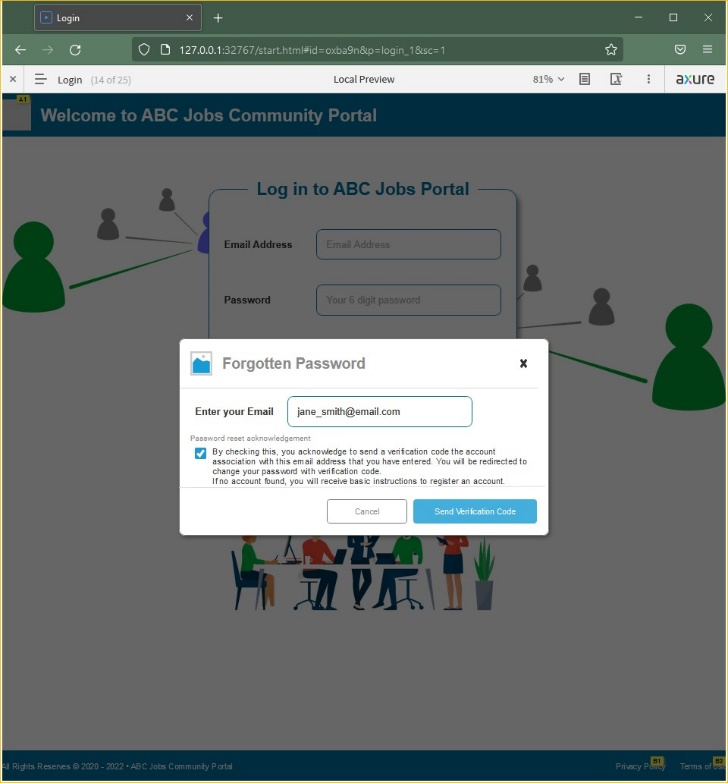 Login
127.0.0.1:32767/start.html#id=oxba9n&p=login_1&sc=1
Login (14 of 25)
Local Preview
81%
axure
A1
Welcome to ABC Jobs Community Portal
Log in to ABC Jobs Portal
Email Address
Email Address
Password
Your 6 digit password
Forgotten Password
Enter your Email
jane_smith@email.com
Password reset acknowledgement
By checking this, you acknowledge to send a verification code the account
association with this email address that you have entered. You will be redirected to
change your password with verification code.
If no account found, you will receive basic instructions to register an account.
Cancel
Send Verification Code
All Rights Reserves © 2020 - 2022 • ABC Jobs Community Portal
Privacy Policy
B1
Terms of